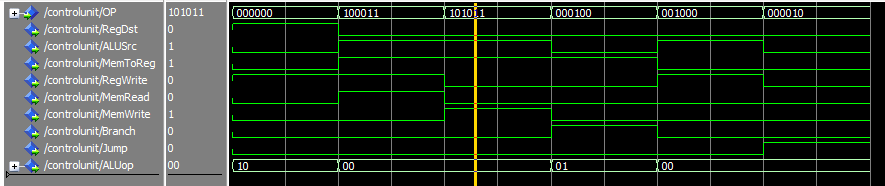 /controlunit/OP 101011 000000 100011 101011 000100 001000 000010
/controlunit/RegDst 0
/controlunit/ALUSrc 1
/controlunit/MemToReg 1
/controlunit/RegWrite 0
/controlunit/MemRead 0
/controlunit/MemWrite 1
/controlunit/Branch 0
/controlunit/Jump 0
/controlunit/ALUop 00 10 00 01 00